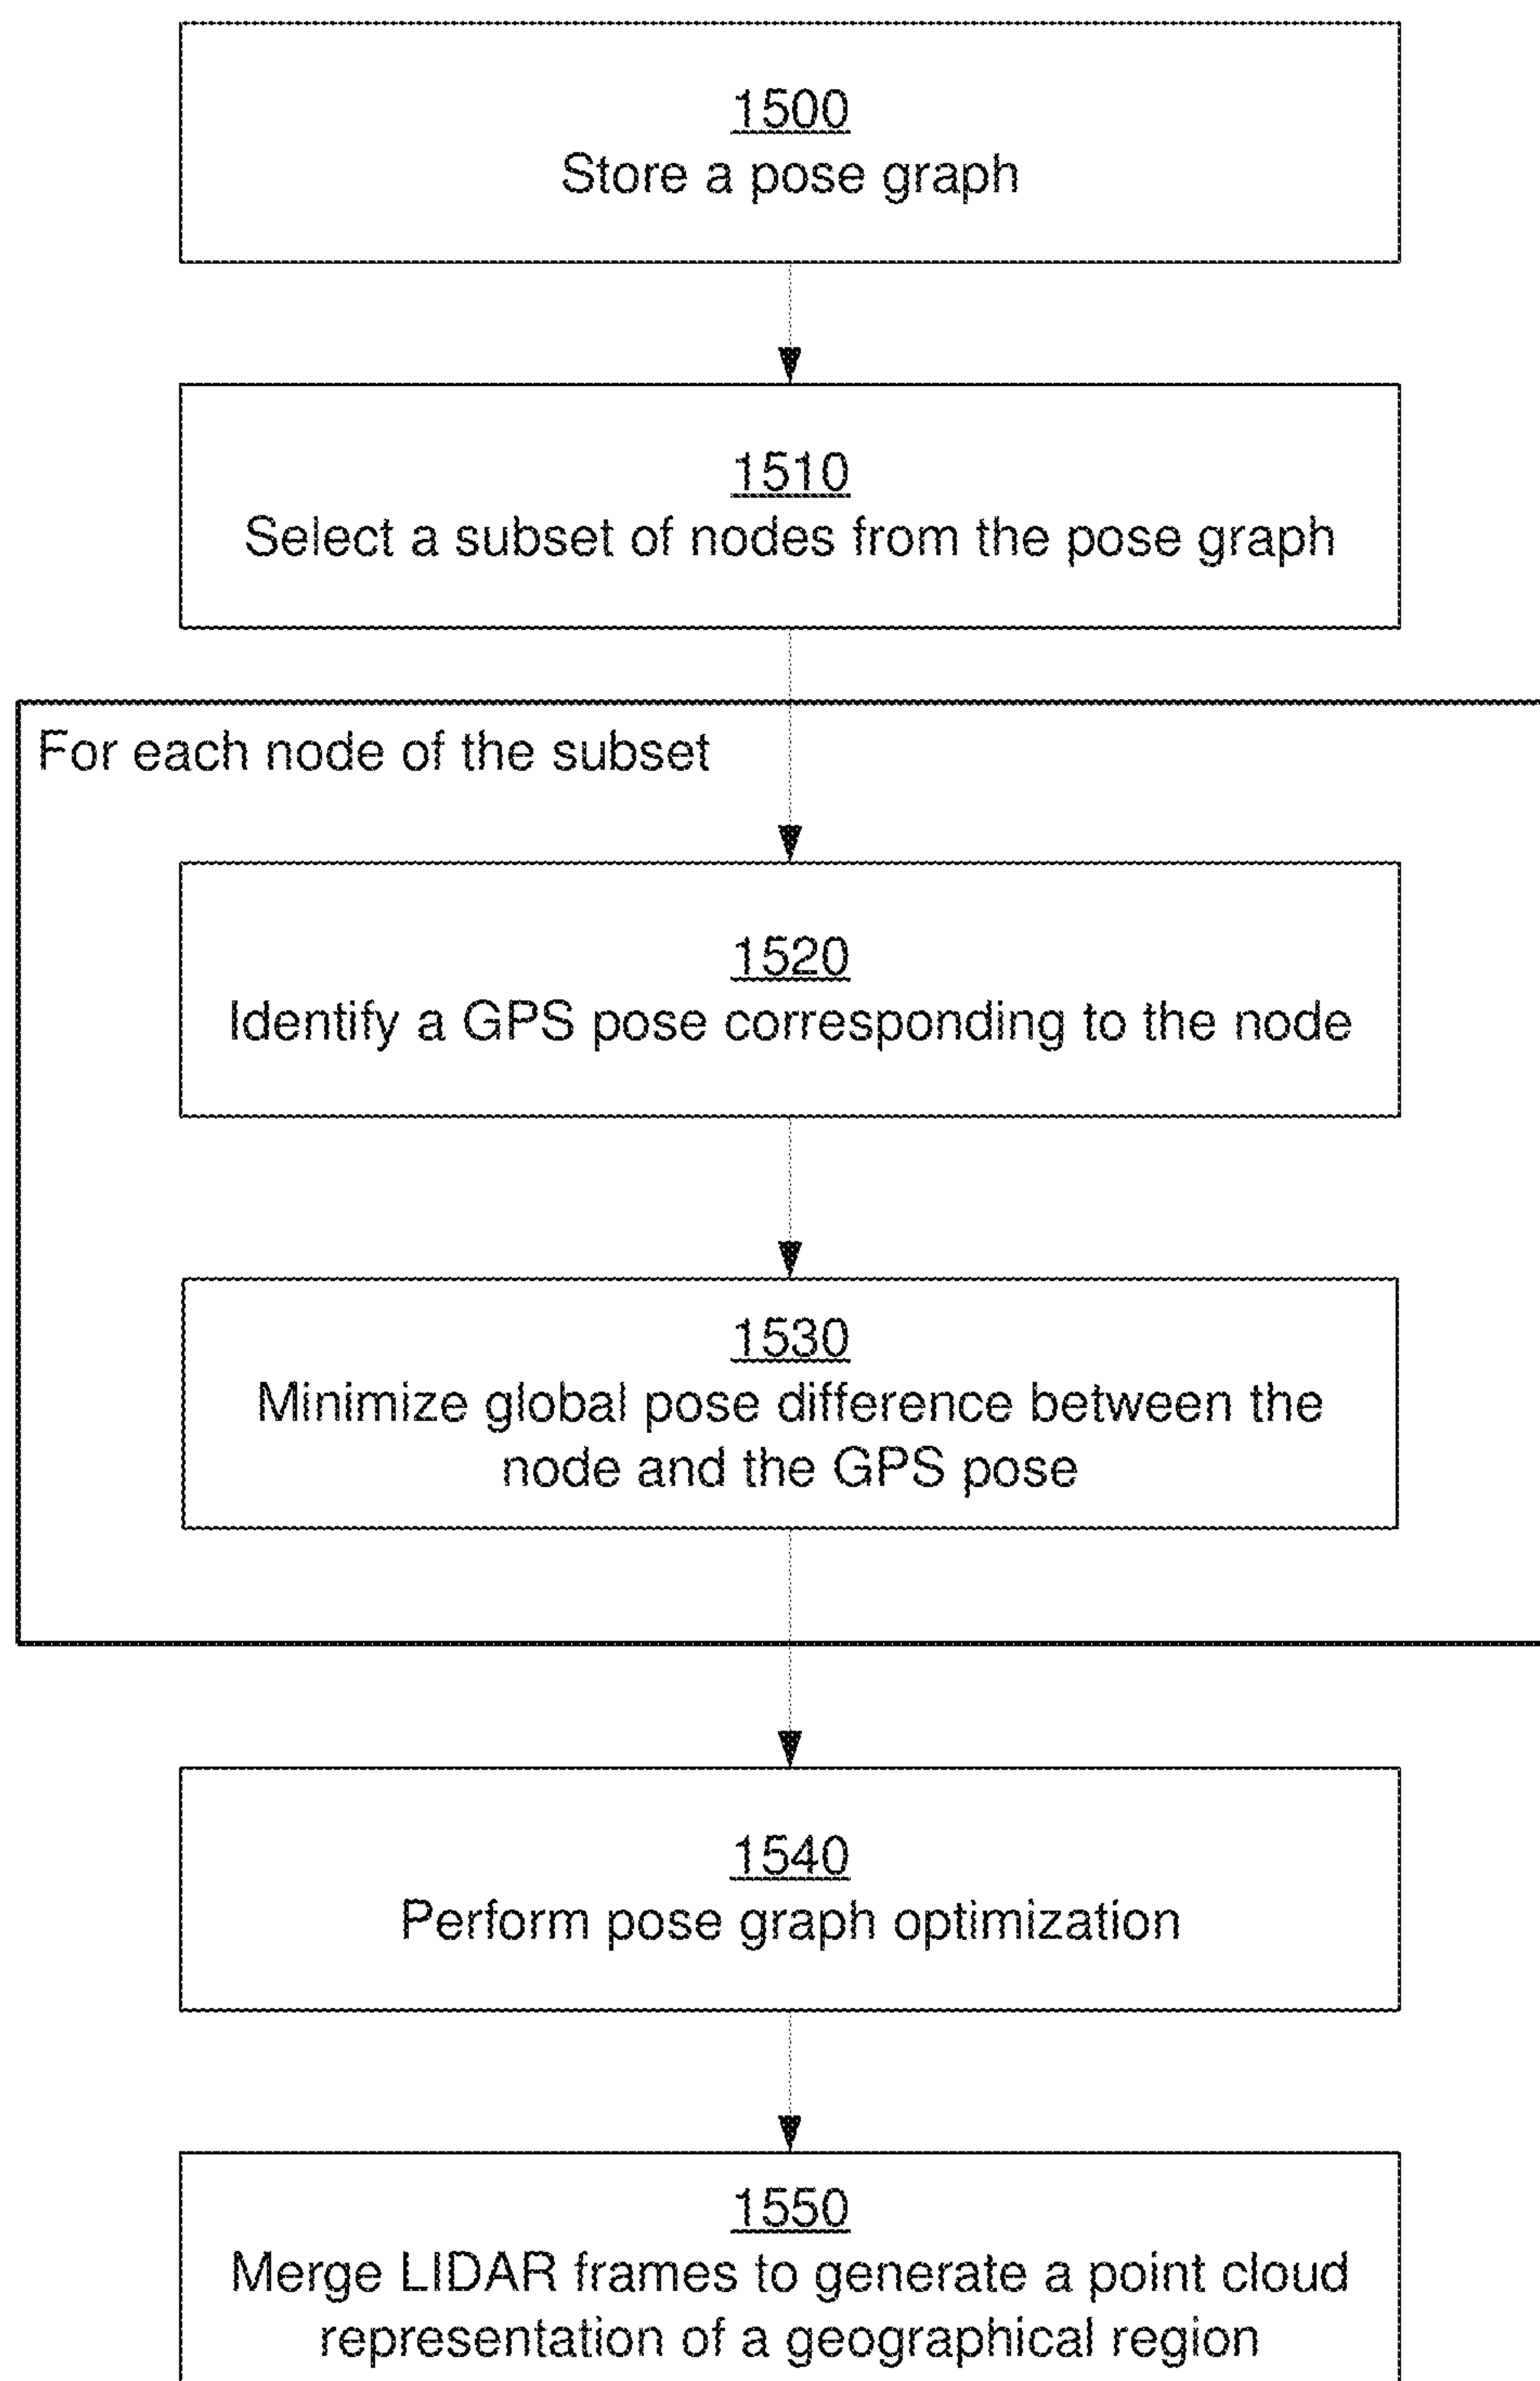 1500
Store a pose graph
1510
Select a subset of nodes from the pose graph
For each node of the subset
1520
Identify a GPS pose corresponding to the node
1530
Minimize global pose difference between the
node and the GPS pose
1540
Perform pose graph optimization
1550
Merge LIDAR frames to generate a point cloud
representation of a geographical region